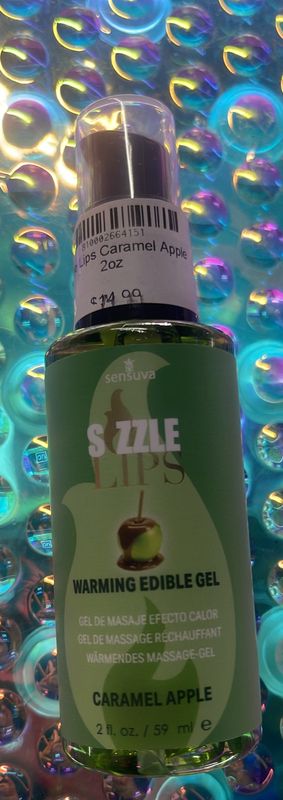 810002664151
Lips Caramel Apple
2oz
$14.99
sensuva
SIZZLE
LIPS
WARMING EDIBLE GEL
GEL DE MASAJE EFECTO CALOR
GEL DE MASSAGE RÉCHAUFFANT
WÄRMENDES MASSAGE-GEL
CARAMEL APPLE
2 fl. oz. / 59 ml e